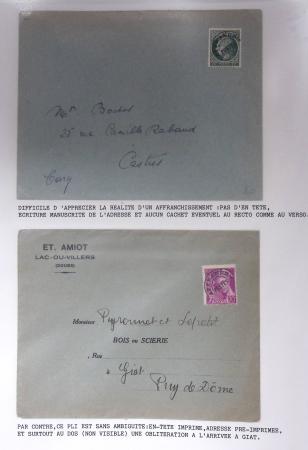 Mr
25 rue Camille Rabaud
Castres
DIFFICILE D 'APPRECIER LA REALITE D'UN AFFRANCHISSEMENT :PAS D'EN TETE,
ECRITURE MANUSCRITE DE L'ADRESSE ET AUCUN CACHET EVENTUEL AU RECTO COMME AU VERSO.
ET. AMIOT
LAC-OU-VILLERS
(DOUBS)
Monsieur Peyronnet et
BOIS ou SCIERIE
, Rue
à Giat
Puy de Dôme
PAR CONTRE,CE PLI EST SANS AMBIGUITE:EN-TETE IMPRIME,ADRESSE PRE-IMPRIMEE,
ET SURTOUT AU DOS (NON VISIBLE) UNE OBLITERATION A L'ARRIVEE A GIAT.